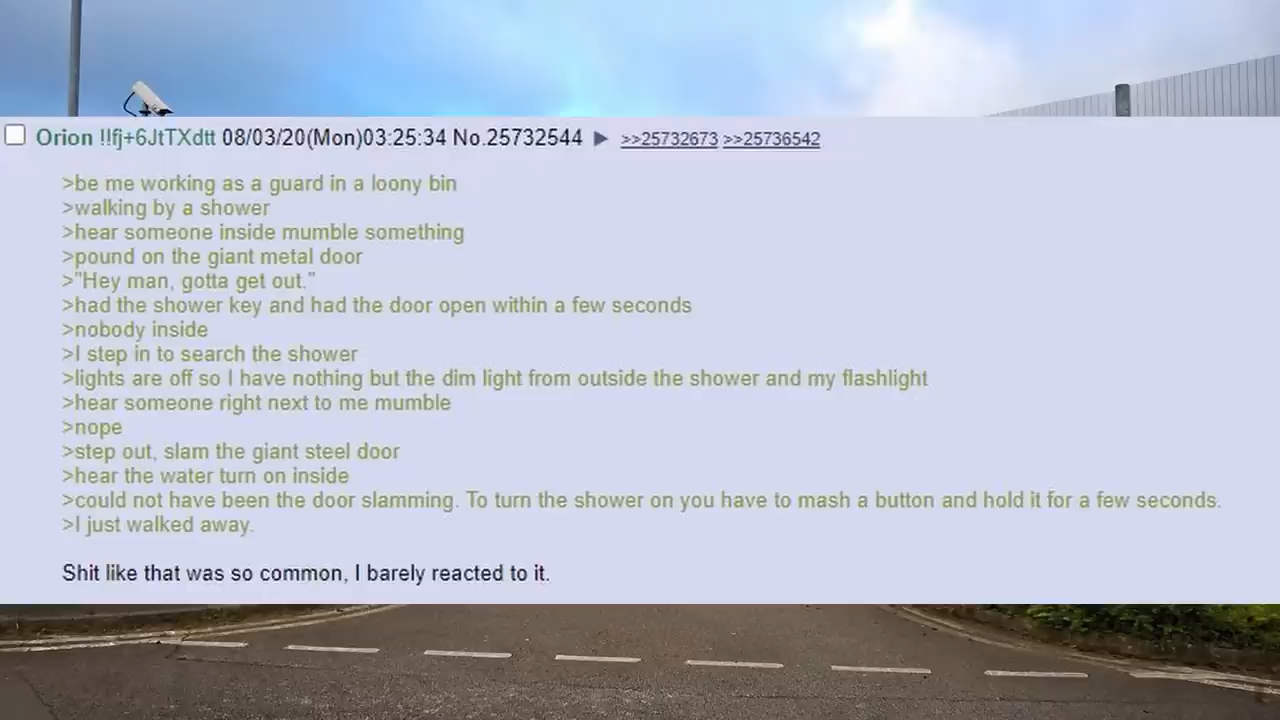 Orion !!fj+6JtTXdtt 08/03/20(Mon)03:25:34 No.25732544 ▶ >>25732673 >>25736542
>be me working as a guard in a loony bin
>walking by a shower
>hear someone inside mumble something
>pound on the giant metal door
>"Hey man, gotta get out."
>had the shower key and had the door open within a few seconds
>nobody inside
>I step in to search the shower
>lights are off so I have nothing but the dim light from outside the shower and my flashlight
>hear someone right next to me mumble
>nope
>step out, slam the giant steel door
>hear the water turn on inside
>could not have been the door slamming. To turn the shower on you have to mash a button and hold it for a few seconds.
>I just walked away.
Shit like that was so common, I barely reacted to it.